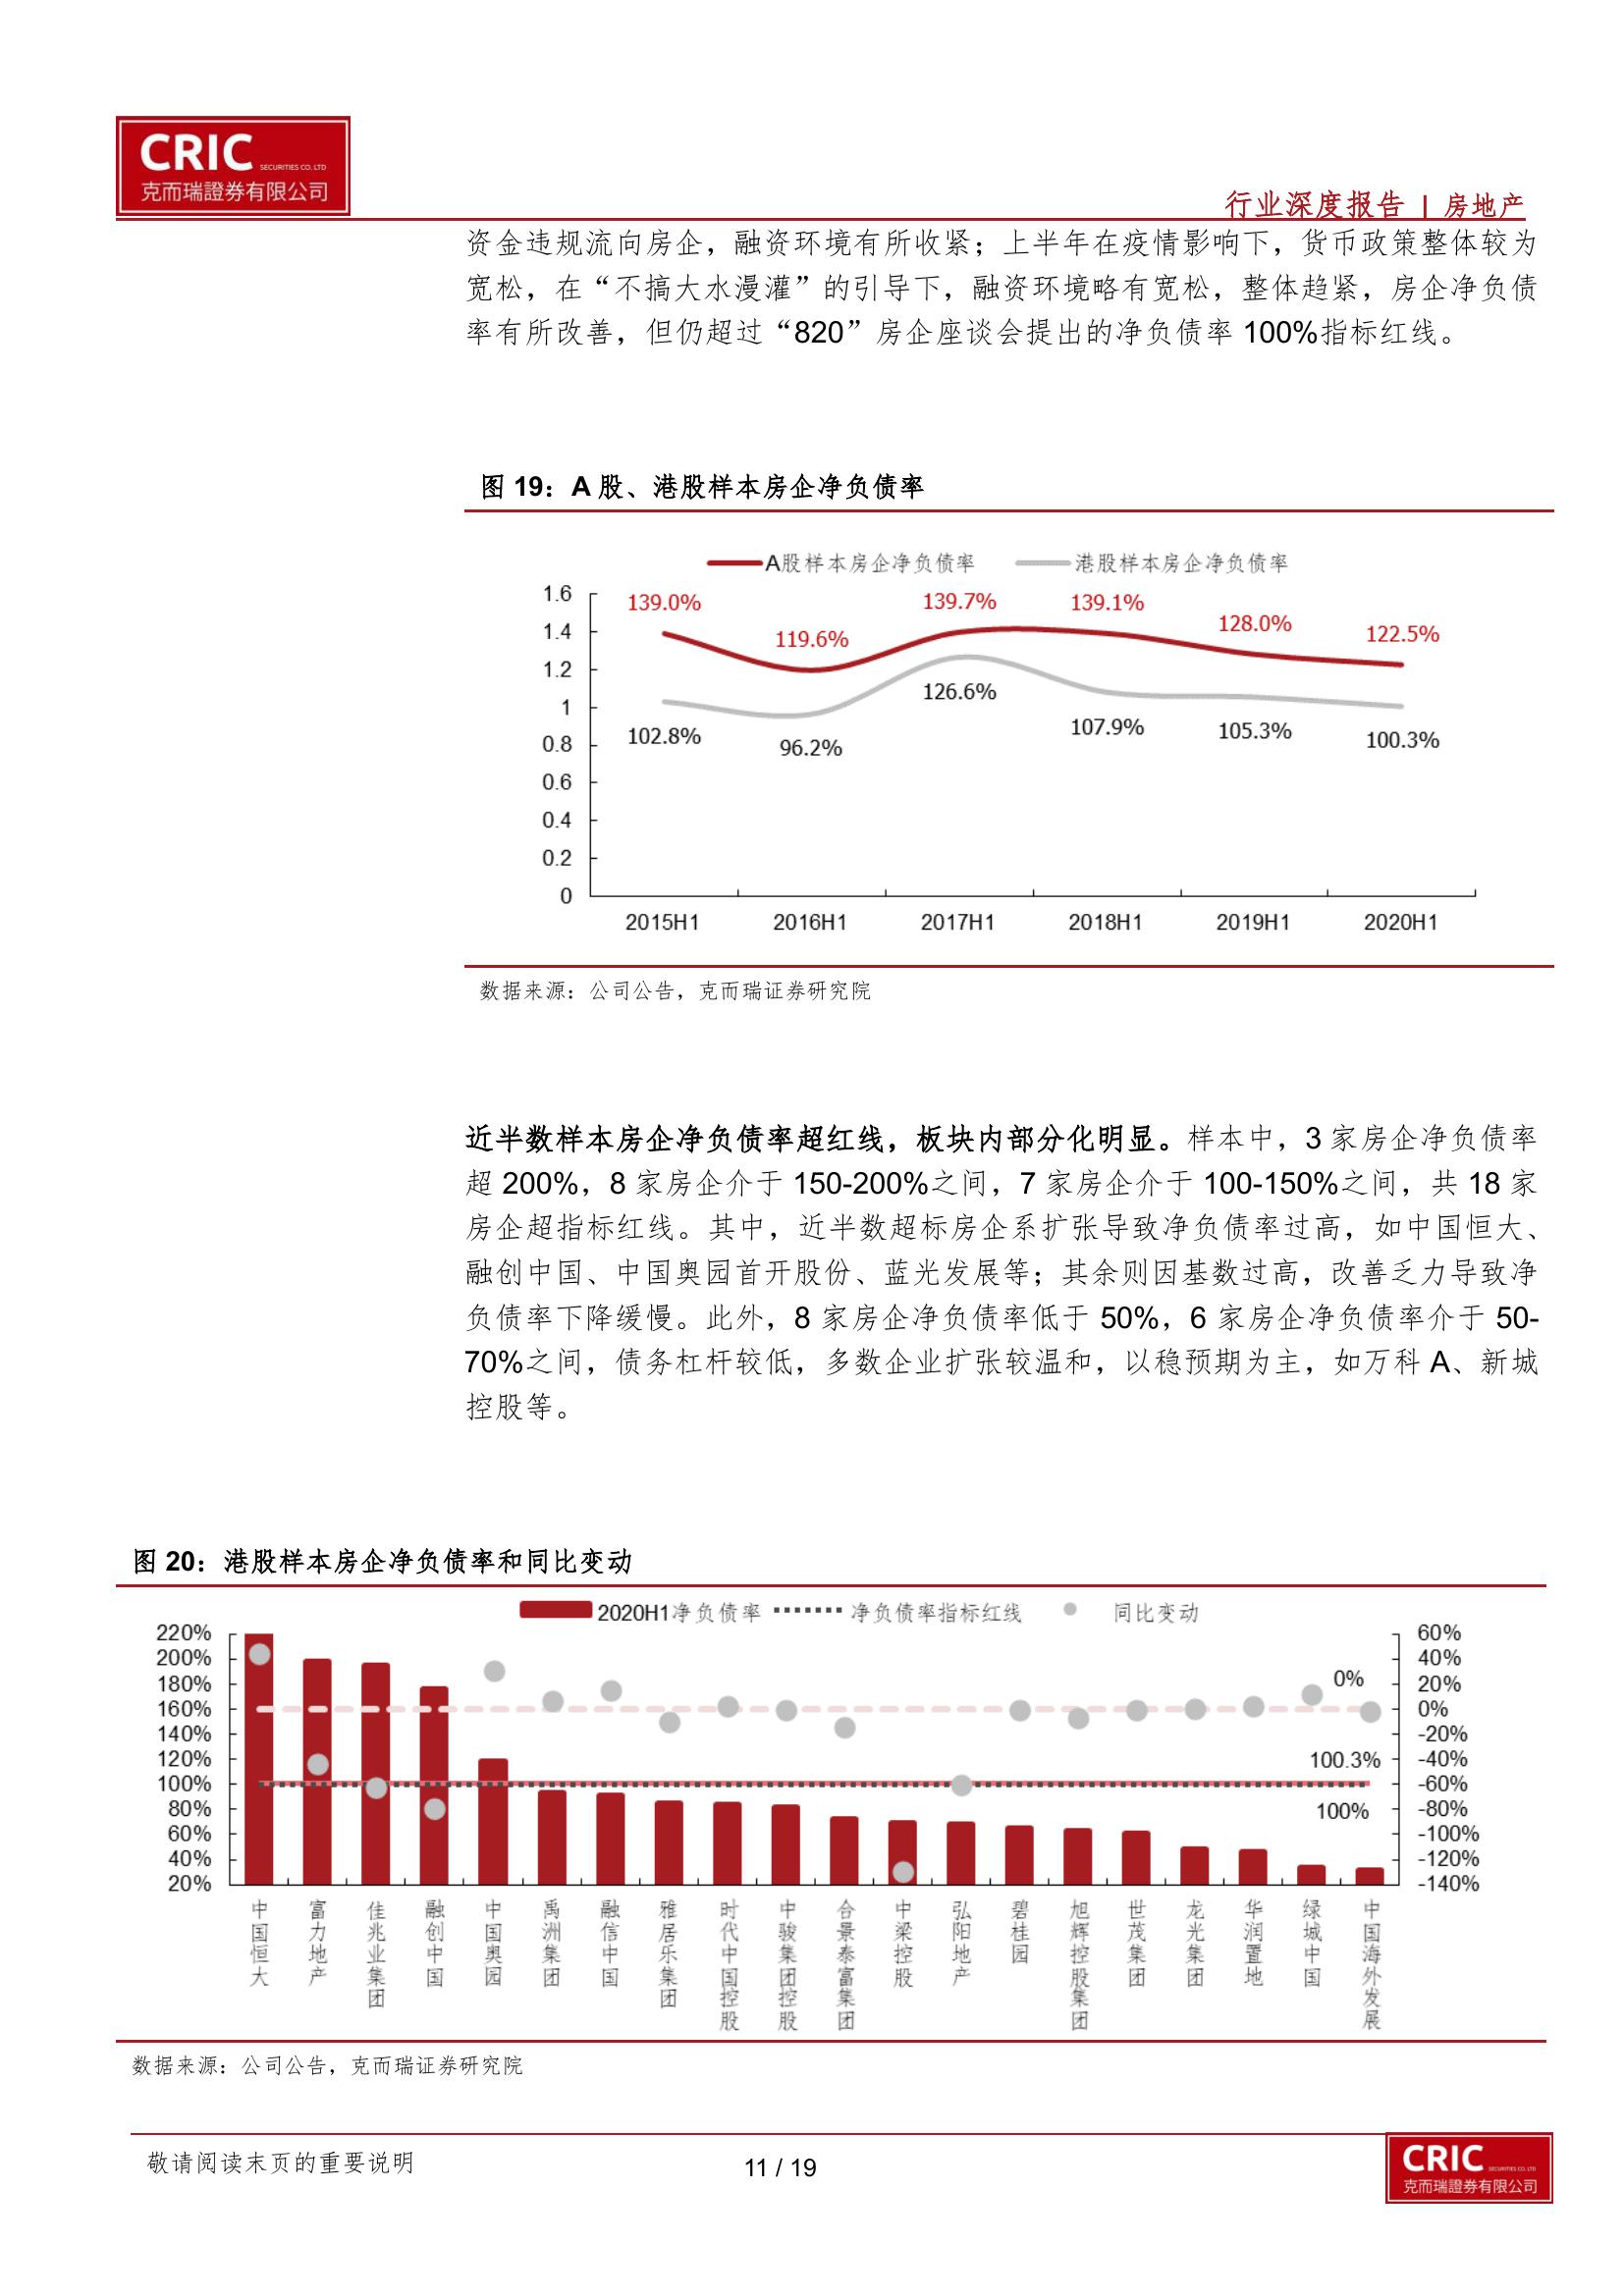 CRIC SECURITIES CO. LTD
克而瑞證券有限公司
行业深度报告 | 房地产
资金违规流向房企，融资环境有所收紧；上半年在疫情影响下，货币政策整体较为
宽松，在“不搞大水漫灌”的引导下，融资环境略有宽松，整体趋紧，房企净负债
率有所改善，但仍超过“820”房企座谈会提出的净负债率 100%指标红线。
图 19：A 股、港股样本房企净负债率
A股样本房企净负债率 港股样本房企净负债率
1.6
1.4
1.2
1
0.8
0.6
0.4
0.2
0
139.0% 119.6% 139.7% 139.1% 128.0% 122.5%
102.8% 96.2% 126.6% 107.9% 105.3% 100.3%
2015H1 2016H1 2017H1 2018H1 2019H1 2020H1
数据来源：公司公告，克而瑞证券研究院
近半数样本房企净负债率超红线，板块内部分化明显。样本中，3 家房企净负债率
超 200%，8 家房企介于 150-200%之间，7 家房企介于 100-150%之间，共 18 家
房企超指标红线。其中，近半数超标房企系扩张导致净负债率过高，如中国恒大、
融创中国、中国奥园首开股份、蓝光发展等；其余则因基数过高，改善乏力导致净
负债率下降缓慢。此外，8 家房企净负债率低于 50%，6 家房企净负债率介于 50-
70%之间，债务杠杆较低，多数企业扩张较温和，以稳预期为主，如万科 A、新城
控股等。
图 20：港股样本房企净负债率和同比变动
2020H1净负债率 净负债率指标红线 同比变动
220% 60%
200% 40%
180% 20%
160% 0%
140% -20%
120% -40%
100% -60%
80% -80%
60% -100%
40% -120%
20% -140%
0%
100.3%
100%
中国恒大
富力地产
佳兆业集团
融创中国
中国奥园
禹洲集团
融信中国
雅居乐集团
时代中国控股
中骏集团控股
合景泰富集团
中梁控股
弘阳地产
碧桂园
旭辉控股集团
世茂集团
龙光集团
华润置地
绿城中国
中国海外发展
数据来源：公司公告，克而瑞证券研究院
敬请阅读末页的重要说明
11 / 19
CRIC SECURITIES CO. LTD
克而瑞證券有限公司